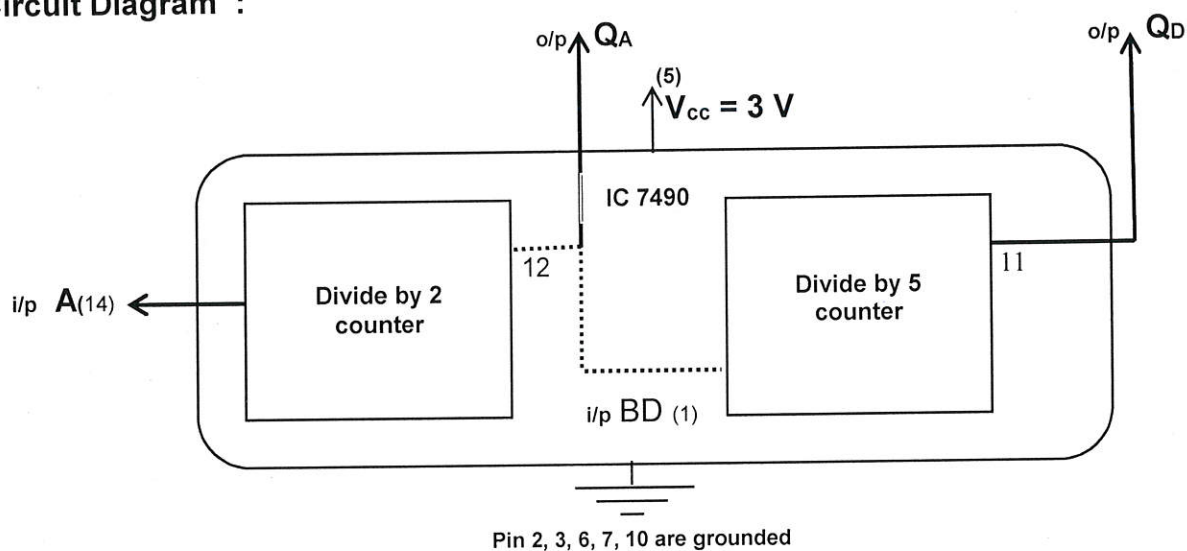 Circuit Diagram :
o/p QA
o/p QD
(5)
Vcc = 3 V
IC 7490
12
11
Divide by 2
counter
Divide by 5
counter
i/p A(14)
i/p BD (1)
Pin 2, 3, 6, 7, 10 are grounded